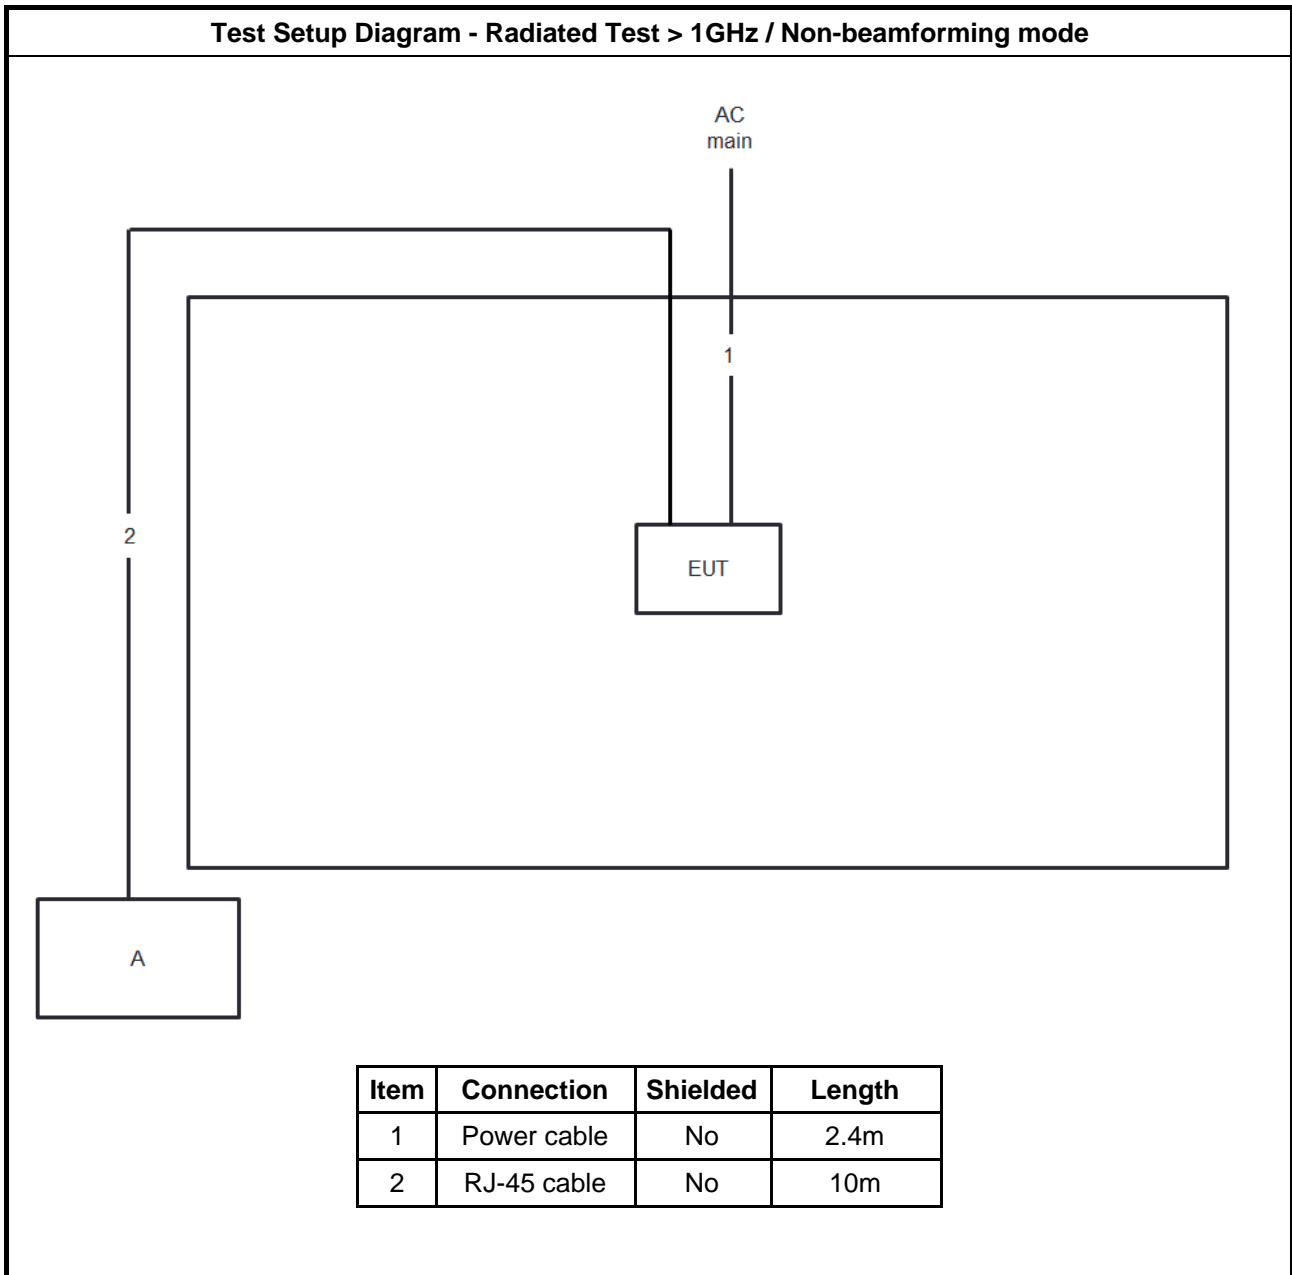 Test Setup Diagram - Radiated Test > 1GHz / Non-beamforming mode
AC
main
1
2
EUT
A
Item Connection Shielded Length
1 Power cable No 2.4m
2 RJ-45 cable No 10m